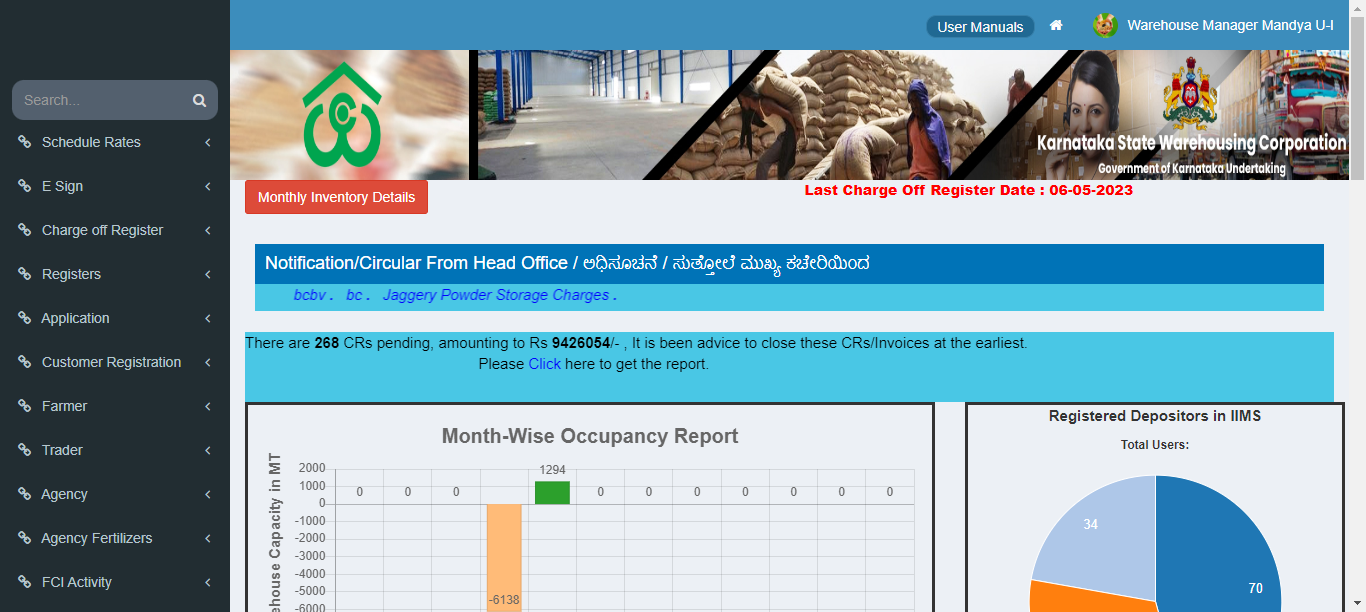 User Manuals
Warehouse Manager Mandya U-I
Search...
Schedule Rates
E Sign
Charge off Register
Registers
Application
Customer Registration
Farmer
Trader
Agency
Agency Fertilizers
FCI Activity
Karnataka State Warehousing Corporation
Government of Karnataka Undertaking
Monthly Inventory Details
Last Charge Off Register Date : 06-05-2023
Notification/Circular From Head Office / ಅಧಿಸೂಚನೆ / ಸುತ್ತೋಲೆ ಮುಖ್ಯ ಕಚೇರಿಯಿಂದ
bcbv . bc . Jaggery Powder Storage Charges .
There are 268 CRs pending, amounting to Rs 9426054/- , It is been advice to close these CRs/Invoices at the earliest.
Please Click here to get the report.
Month-Wise Occupancy Report
2000
1000
0
-1000
-2000
-3000
-4000
-5000
-6000
0 0 0 -6138 1294 0 0 0 0 0 0 0
Capacity in MT
Registered Depositors in IIMS
Total Users:
34
70